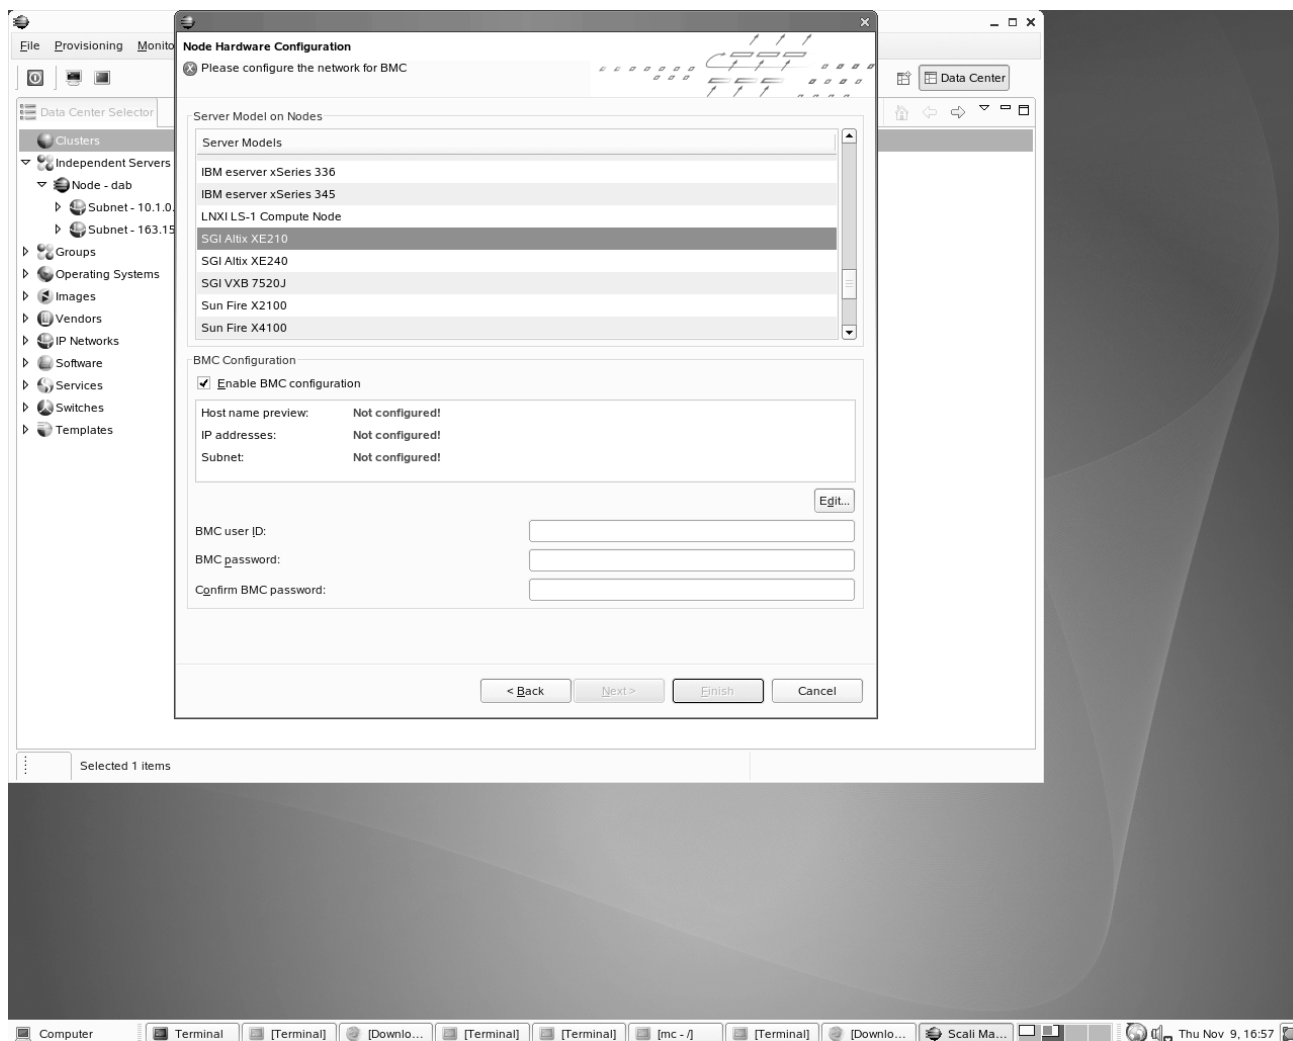 File Provisioning Monito
Node Hardware Configuration
Please configure the network for BMC
Data Center
Data Center Selector
Clusters
Independent Servers
Node - dab
Subnet - 10.1.0.
Subnet - 163.15
Groups
Operating Systems
Images
Vendors
IP Networks
Software
Services
Switches
Templates
Server Model on Nodes
Server Models
IBM eserver xSeries 336
IBM eserver xSeries 345
LNXI LS-1 Compute Node
SGI Altix XE210
SGI Altix XE240
SGI VXB 7520J
Sun Fire X2100
Sun Fire X4100
BMC Configuration
Enable BMC configuration
Host name preview: Not configured!
IP addresses: Not configured!
Subnet: Not configured!
Edit...
BMC user ID:
BMC password:
Confirm BMC password:
< Back Next > Finish Cancel
Selected 1 items
Computer Terminal [Terminal] [Downlo... [Terminal] [Terminal] [mc - /] [Terminal] [Downlo... Scali Ma... Thu Nov 9, 16:57